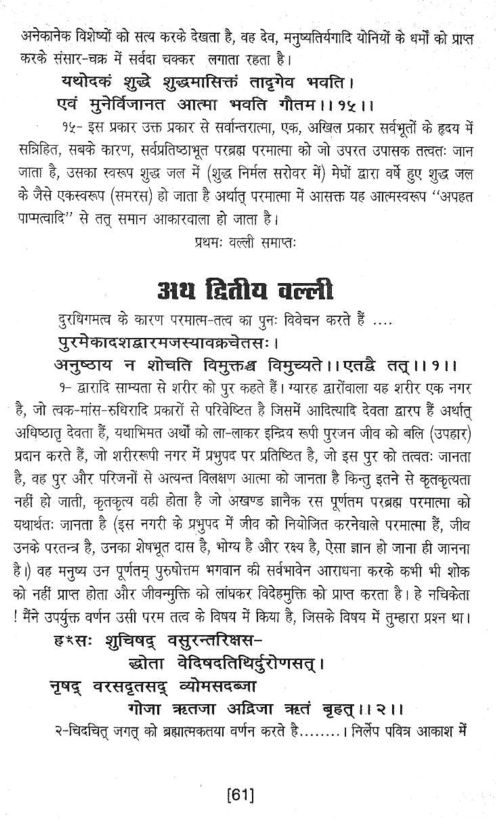 अनेकानेक विशेष्यों को सत्य करके देखता है, वह देव, मनुष्यतिर्यगादि योनियों के धर्मों को प्राप्त
करके संसार-चक्र में सर्वदा चक्कर लगाता रहता है।
यथोदकं शुद्धे शुद्धमासिक्तं तादृगेव भवति।
एवं मुनेर्विजानत आत्मा भवति गौतम।।१५।।
१५- इस प्रकार उक्त प्रकार से सर्वान्तरात्मा, एक, अखिल प्रकार सर्वभूतों के हृदय में
सन्निहित, सबके कारण, सर्वप्रतिष्ठाभूत परब्रह्म परमात्मा को जो उपरत उपासक तत्वतः जान
जाता है, उसका स्वरूप शुद्ध जल में (शुद्ध निर्मल सरोवर में) मेघों द्वारा वर्षे हुए शुद्ध जल
के जैसे एकस्वरूप (समरस) हो जाता है अर्थात् परमात्मा में आसक्त यह आत्मस्वरूप "अपहत
पाप्मत्वादि" से तत् समान आकारवाला हो जाता है।
प्रथमः वल्ली समाप्तः
अथ द्वितीय वल्ली
दुरधिगमत्व के कारण परमात्म-तत्व का पुनः विवेचन करते हैं ....
पुरमेकादशद्वारमजस्यावक्रचेतसः।
अनुष्ठाय न शोचति विमुक्तश्च विमुच्यते।।एतद्वै तत्।।१।।
१- द्वारादि साम्यता से शरीर को पुर कहते हैं। ग्यारह द्वारोंवाला यह शरीर एक नगर
है, जो त्वक-मांस-रुधिरादि प्रकारों से परिवेष्टित है जिसमें आदित्यादि देवता द्वारप हैं अर्थात्
अधिष्ठातृ देवता हैं, यथाभिमत अर्थों को ला-लाकर इन्द्रिय रूपी पुरजन जीव को बलि (उपहार)
प्रदान करते हैं, जो शरीररूपी नगर में प्रभुपद पर प्रतिष्ठित है, जो इस पुर को तत्वतः जानता
है, वह पुर और परिजनों से अत्यन्त विलक्षण आत्मा को जानता है किन्तु इतने से कृतकृत्यता
नहीं हो जाती, कृतकृत्य वही होता है जो अखण्ड ज्ञानैक रस पूर्णतम परब्रह्म परमात्मा को
यथार्थतः जानता है (इस नगरी के प्रभुपद में जीव को नियोजित करनेवाले परमात्मा हैं, जीव
उनके परतन्त्र है, उनका शेषभूत दास है, भोग्य है और रक्ष्य है, ऐसा ज्ञान हो जाना ही जानना
है।) वह मनुष्य उन पूर्णतम् पुरुषोत्तम भगवान की सर्वभावेन आराधना करके कभी भी शोक
को नहीं प्राप्त होता और जीवन्मुक्ति को लांघकर विदेहमुक्ति को प्राप्त करता है। हे नचिकेता
! मैंने उपर्युक्त वर्णन उसी परम तत्व के विषय में किया है, जिसके विषय में तुम्हारा प्रश्न था।
हꣳसः शुचिषद् वसुरन्तरिक्षस-
द्धोता वेदिषदतिथिर्दुरोणसत्।
नृषद् वरसदृतसद् व्योमसदब्जा
गोजा ऋतजा अद्रिजा ऋतं बृहत्।।२।।
२-चिदचित् जगत् को ब्रह्मात्मकतया वर्णन करते है........। निर्लेप पवित्र आकाश में
[61]